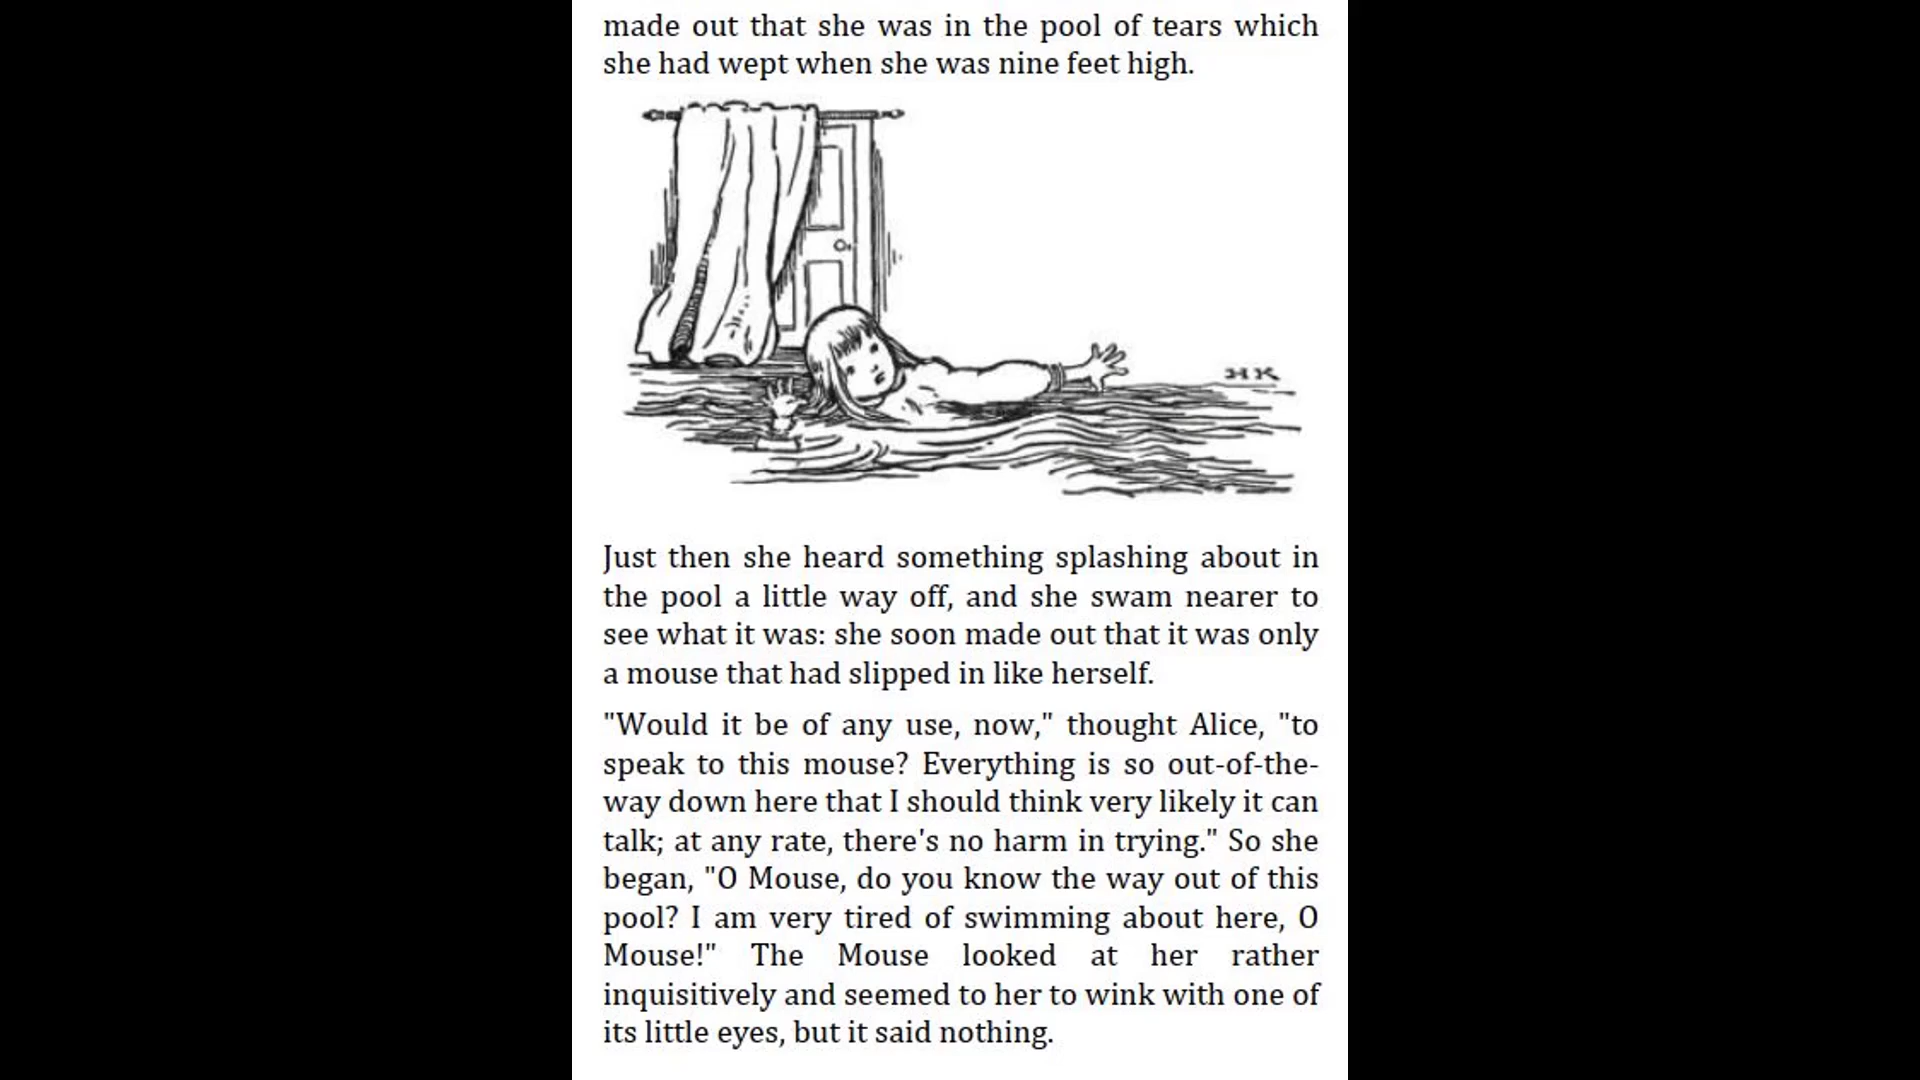 made out that she was in the pool of tears which
she had wept when she was nine feet high.
HK
Just then she heard something splashing about in
the pool a little way off, and she swam nearer to
see what it was: she soon made out that it was only
a mouse that had slipped in like herself.
"Would it be of any use, now," thought Alice, "to
speak to this mouse? Everything is so out-of-the-
way down here that I should think very likely it can
talk; at any rate, there's no harm in trying." So she
began, "O Mouse, do you know the way out of this
pool? I am very tired of swimming about here, O
Mouse!" The Mouse looked at her rather
inquisitively and seemed to her to wink with one of
its little eyes, but it said nothing.